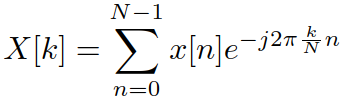 X[k] = \sum_{n=0}^{N-1} x[n] e^{-j2\pi \frac{k}{N} n}